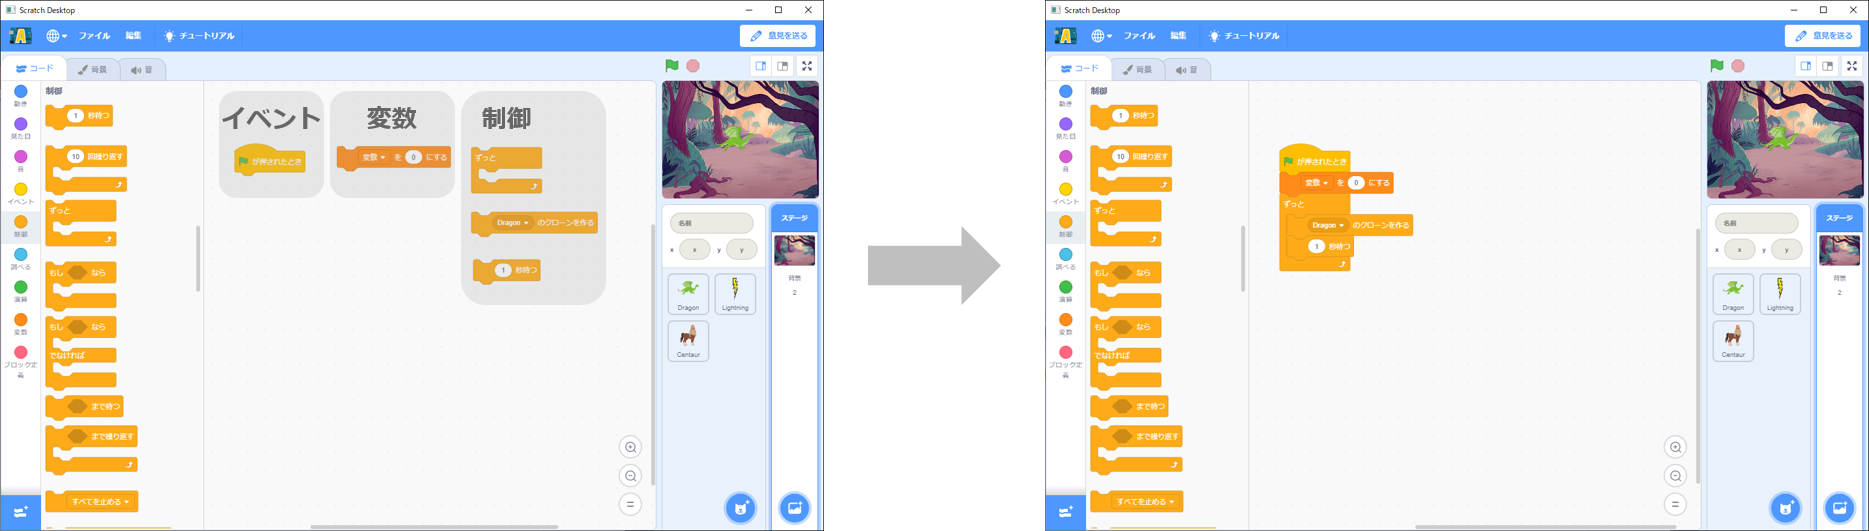 Scratch Desktop
ファイル 編集 チュートリアル 意見を送る
コード 背景 音
動き
見た目
音
イベント
制御
調べる
演算
変数
ブロック定
義
制御
1 秒待つ
10 回繰り返す
ずっと
もし なら
もし なら
でなければ
まで待つ
まで繰り返す
すべてを止める
イベント
が押されたとき
変数
変数 を 0 にする
制御
ずっと
Dragon のクローンを作る
1 秒待つ
名前
x x y y
Dragon
Lightning
Centaur
ステージ
背景
2
Scratch Desktop
ファイル 編集 チュートリアル 意見を送る
コード 背景 音
動き
見た目
音
イベント
制御
調べる
演算
変数
ブロック定
義
制御
1 秒待つ
10 回繰り返す
ずっと
もし なら
もし なら
でなければ
まで待つ
まで繰り返す
すべてを止める
が押されたとき
変数 を 0 にする
ずっと
Dragon のクローンを作る
1 秒待つ
名前
x x y y
Dragon
Lightning
Centaur
ステージ
背景
2